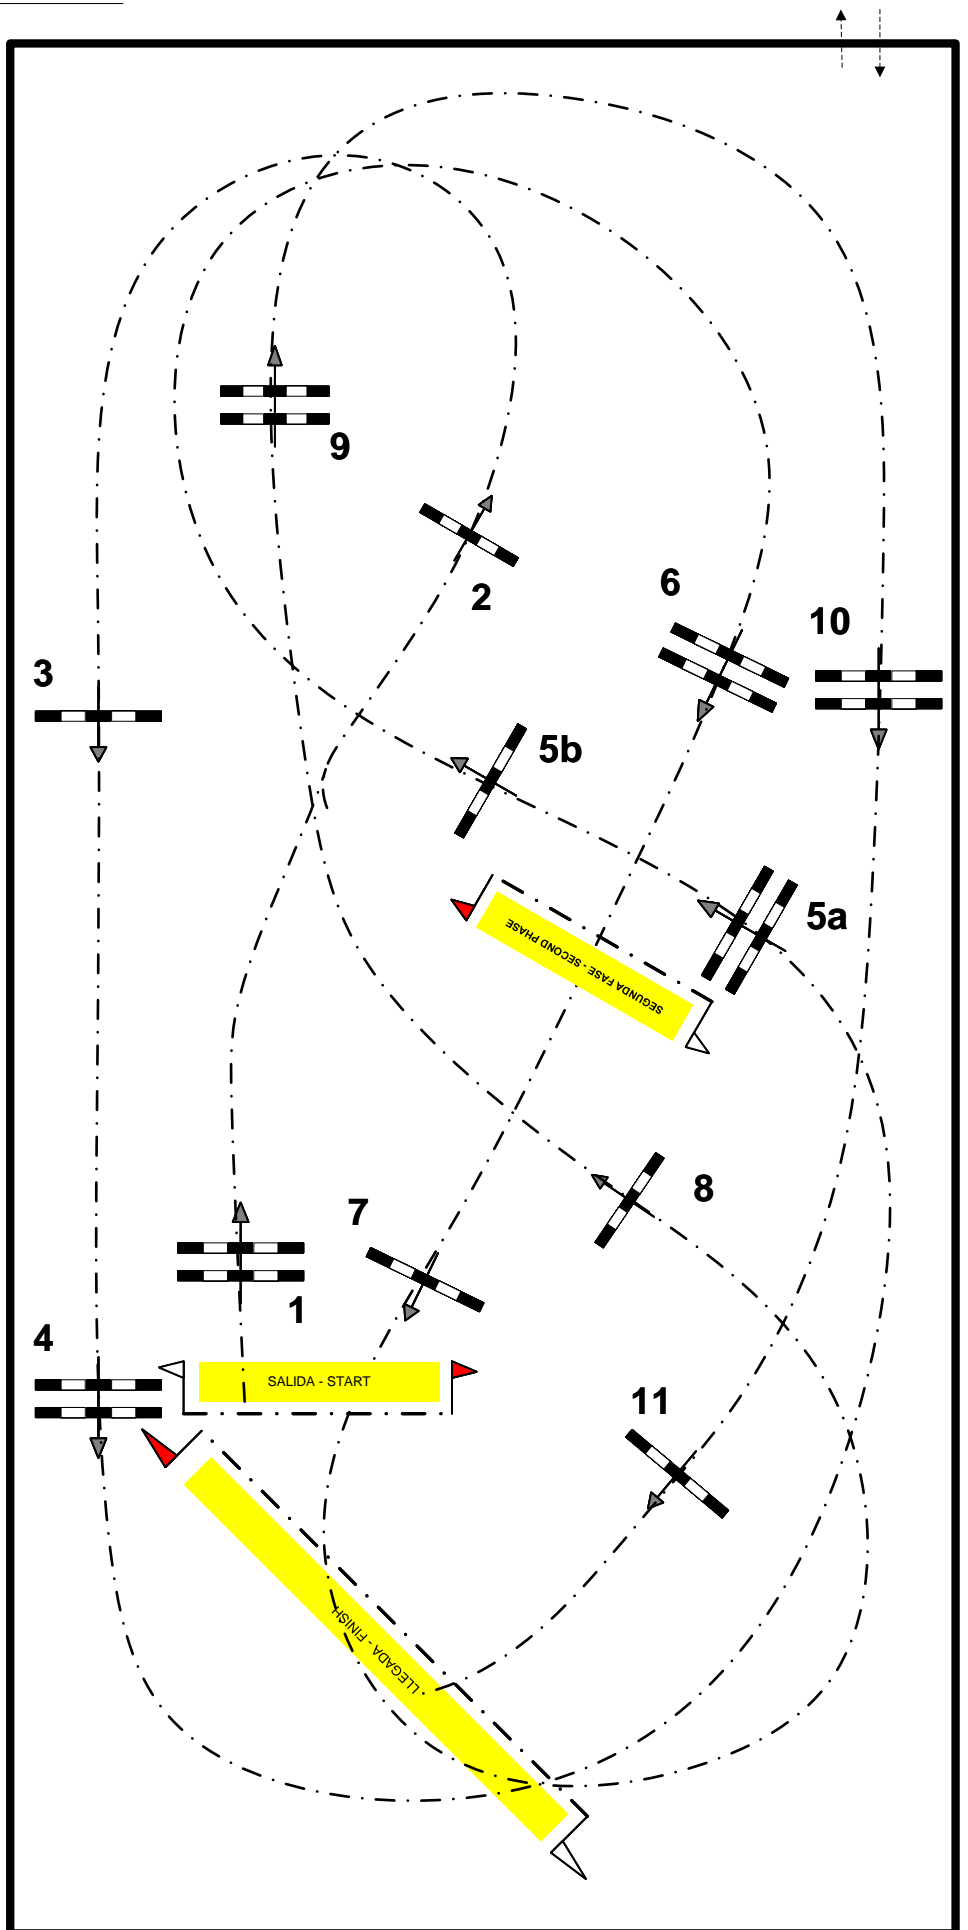 9
2
6
10
3
5b
5a
SEGUNDA FASE - SECOND PHASE
8
7
1
4
SALIDA - START
11
LLEGADA - FINISH